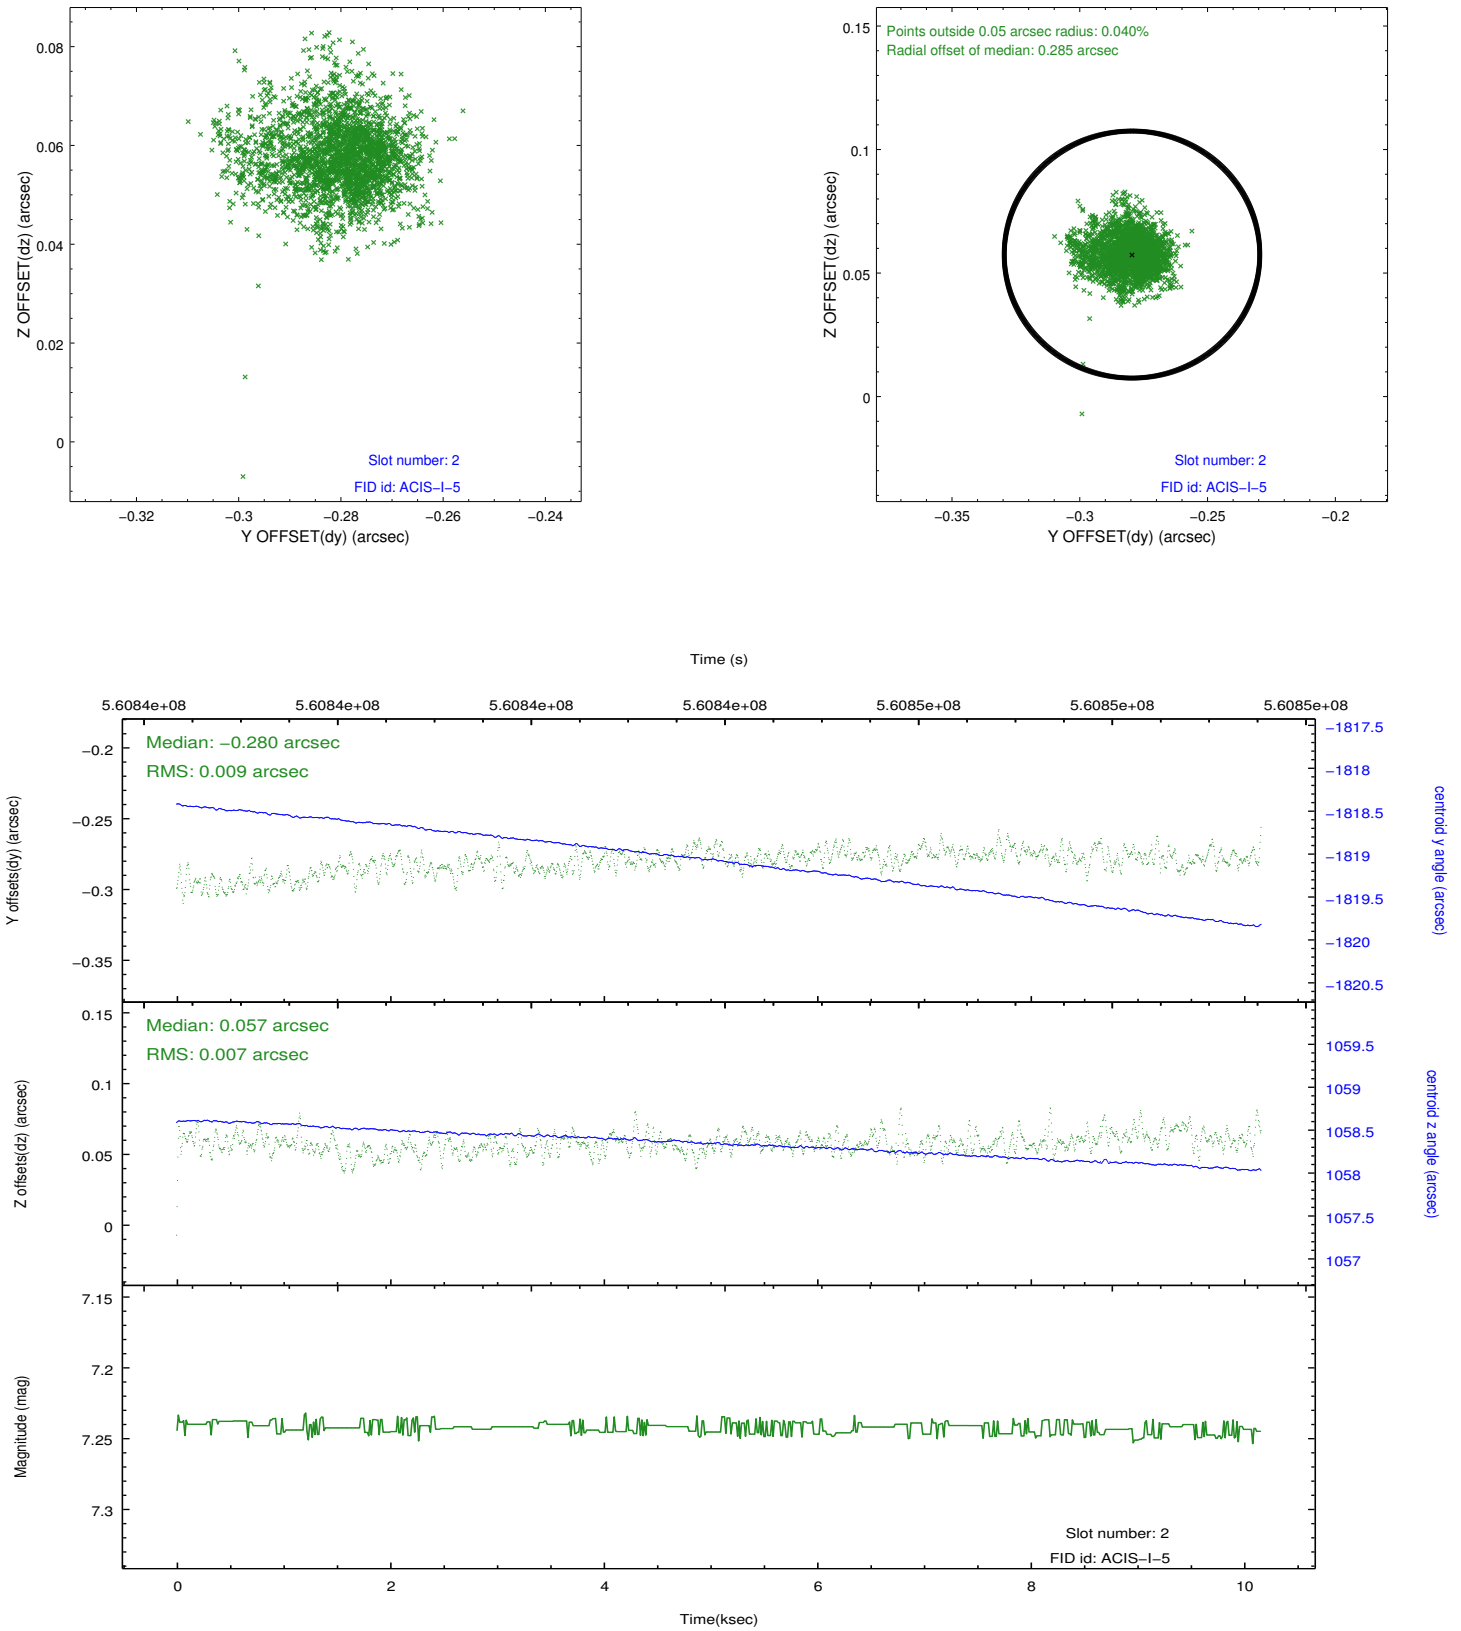 0.08
0.06
0.04
0.02
0
Z OFFSET(dz) (arcsec)
Slot number: 2
FID id: ACIS−I−5
−0.32
−0.3
−0.28
−0.26
−0.24
Y OFFSET(dy) (arcsec)
Points outside 0.05 arcsec radius: 0.040%
Radial offset of median: 0.285 arcsec
0.15
0.1
0.05
0
Z OFFSET(dz) (arcsec)
Slot number: 2
FID id: ACIS−I−5
−0.35
−0.3
−0.25
−0.2
Y OFFSET(dy) (arcsec)
Time (s)
5.6084e+08
5.6084e+08
5.6084e+08
5.6084e+08
5.6085e+08
5.6085e+08
5.6085e+08
Median: −0.280 arcsec
RMS: 0.009 arcsec
−0.2
−0.25
−0.3
−0.35
Y offsets(dy) (arcsec)
−1817.5
−1818
−1818.5
−1819
−1819.5
−1820
−1820.5
centroid y angle (arcsec)
Median: 0.057 arcsec
RMS: 0.007 arcsec
0.15
0.1
0.05
0
Z offsets(dz) (arcsec)
1059.5
1059
1058.5
1058
1057.5
1057
centroid z angle (arcsec)
7.15
7.2
7.25
7.3
Magnitude (mag)
Slot number: 2
FID id: ACIS−I−5
0
2
4
6
8
10
Time(ksec)